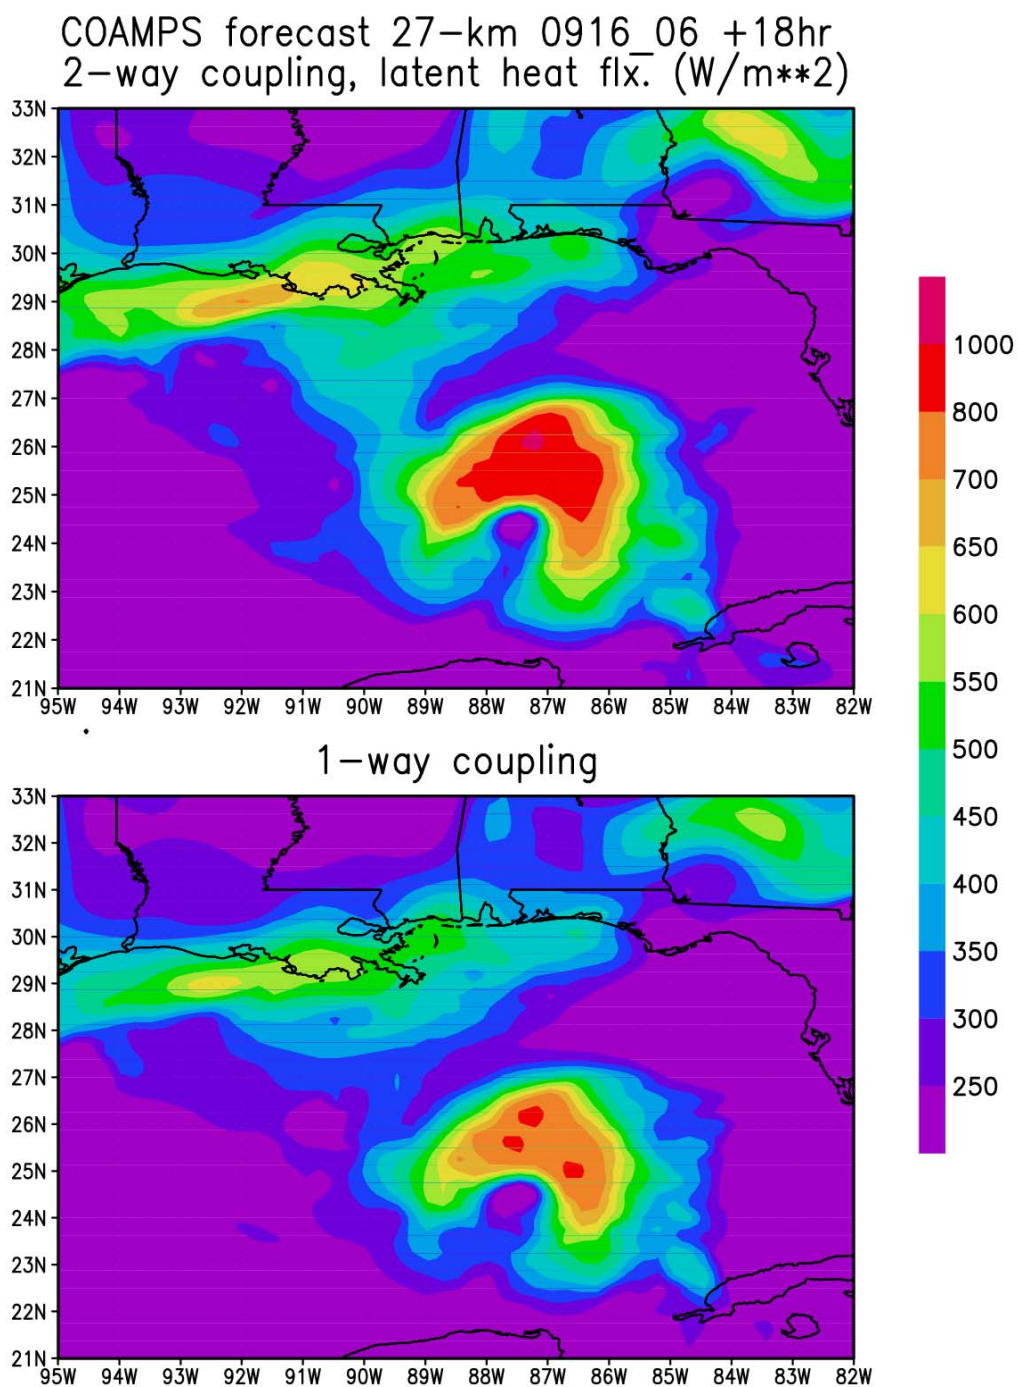 COAMPS forecast 27-km 0916_06 +18hr
2-way coupling, latent heat flx. (W/m**2)
33N
32N
31N
30N
29N
28N
27N
26N
25N
24N
23N
22N
21N
95W 94W 93W 92W 91W 90W 89W 88W 87W 86W 85W 84W 83W 82W
1000
800
700
650
600
550
500
450
400
350
300
250
1-way coupling
33N
32N
31N
30N
29N
28N
27N
26N
25N
24N
23N
22N
21N
95W 94W 93W 92W 91W 90W 89W 88W 87W 86W 85W 84W 83W 82W